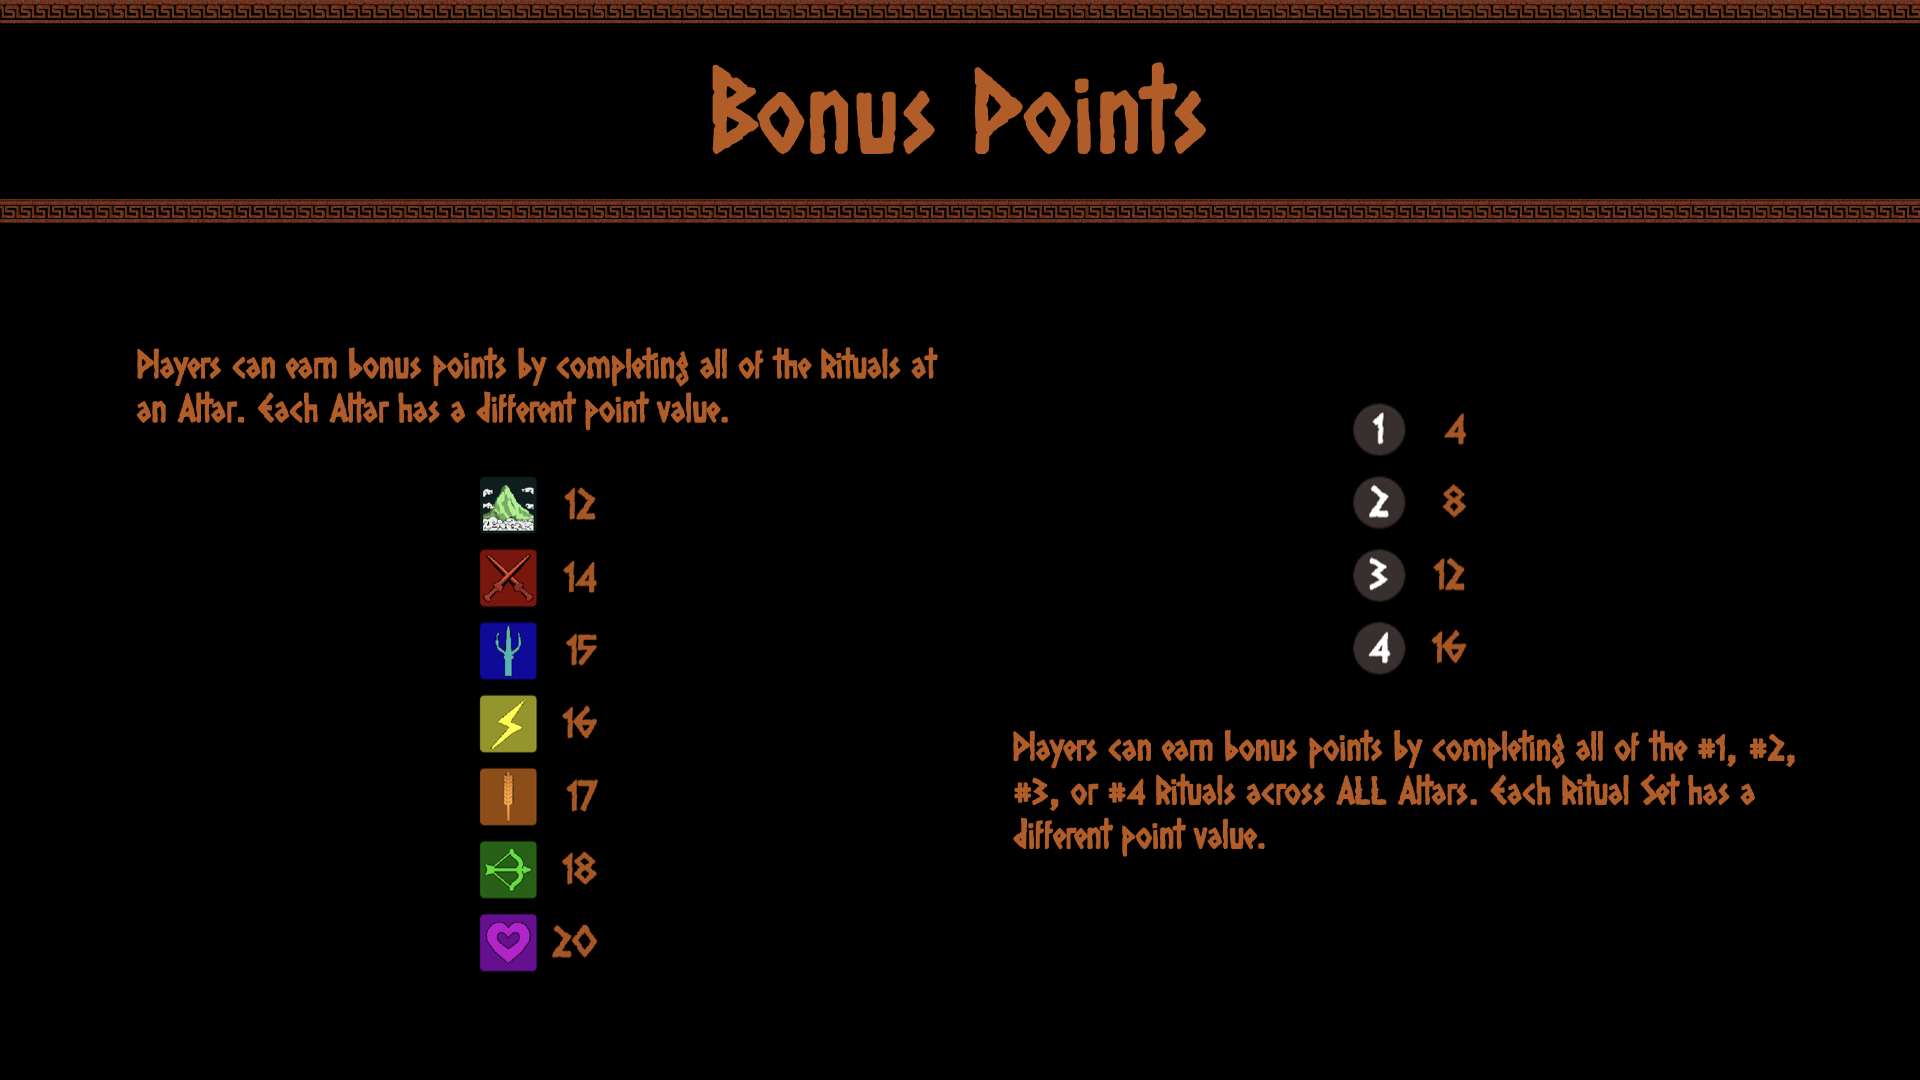 Bonus Points
Players can earn bonus points by completing all of the Rituals at
an Altar. Each Altar has a different point value.
12
14
15
16
17
18
20
1 4
2 8
3 12
4 16
Players can earn bonus points by completing all of the #1, #2,
#3, or #4 Rituals across ALL Altars. Each Ritual Set has a
different point value.